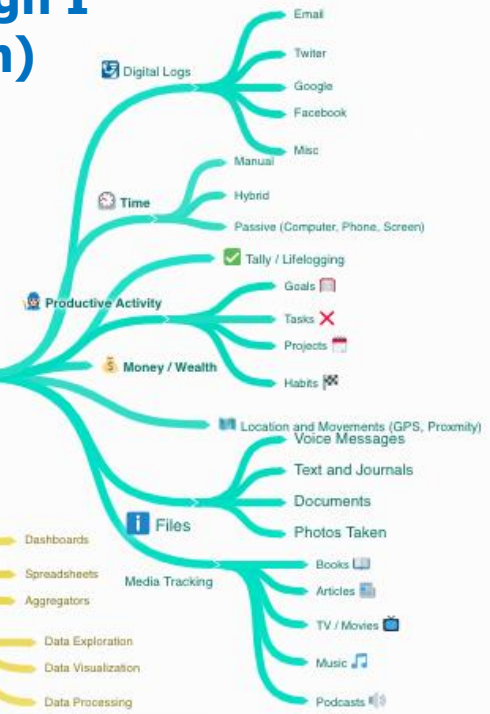 gn I
n)
Digital Logs
Email
Twiter
Google
Facebook
Misc
Time
Manual
Hybrid
Passive (Computer, Phone, Screen)
Tally / Lifelogging
Productive Activity
Goals
Tasks
Projects
Habits
Money / Wealth
Location and Movements (GPS, Proxmity)
Files
Voice Messages
Text and Journals
Documents
Photos Taken
Media Tracking
Books
Articles
TV / Movies
Music
Podcasts
Dashboards
Spreadsheets
Aggregators
Data Exploration
Data Visualization
Data Processing